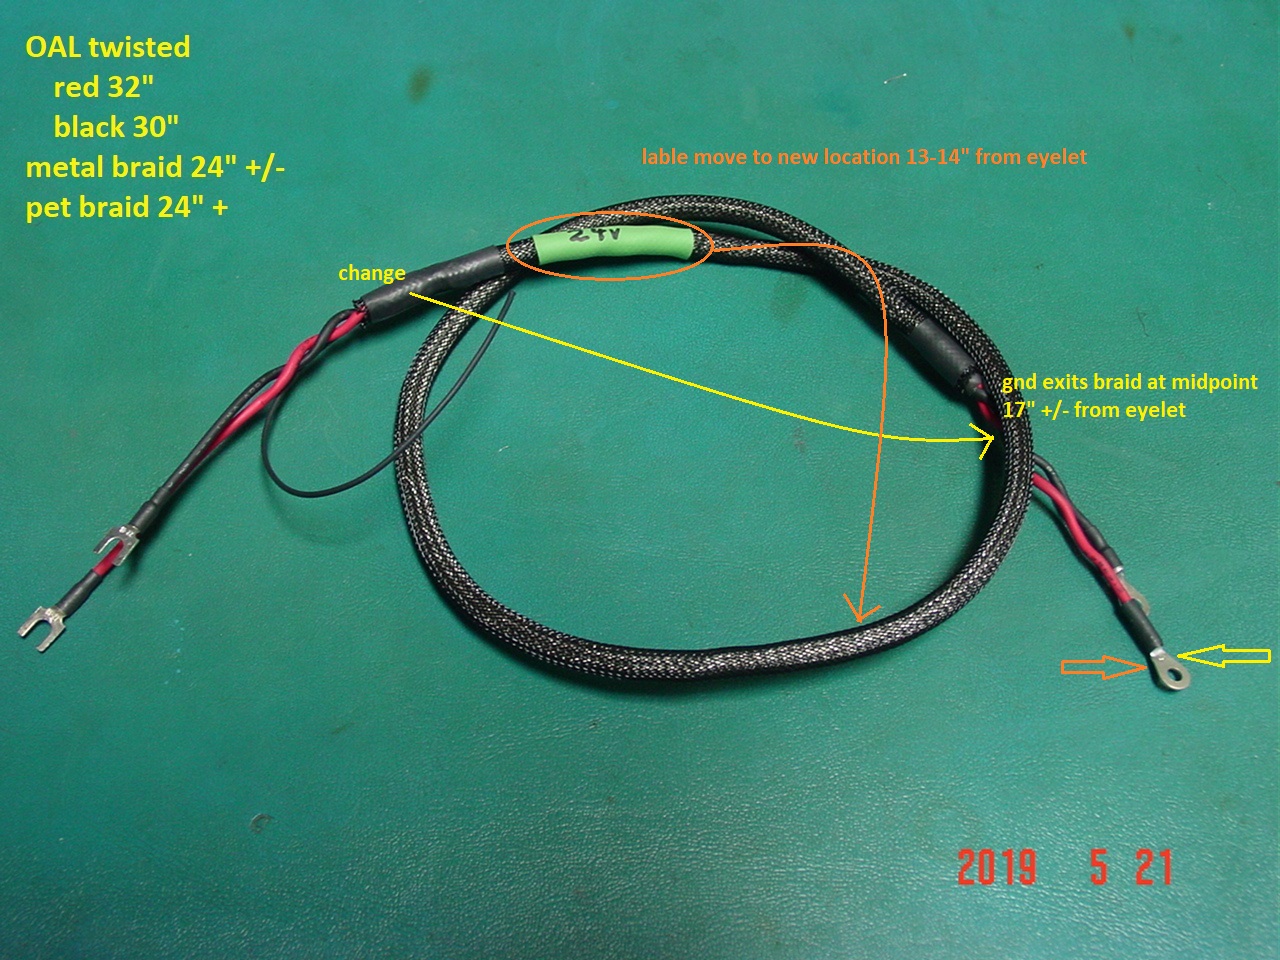 OAL twisted
red 32"
black 30"
metal braid 24" +/-
pet braid 24" +
lable move to new location 13-14" from eyelet
24V
change
gnd exits braid at midpoint
17" +/- from eyelet
2019 5 21